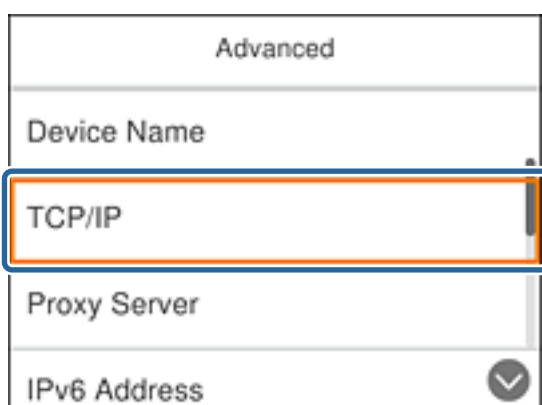 Advanced
Device Name
TCP/IP
Proxy Server
IPv6 Address